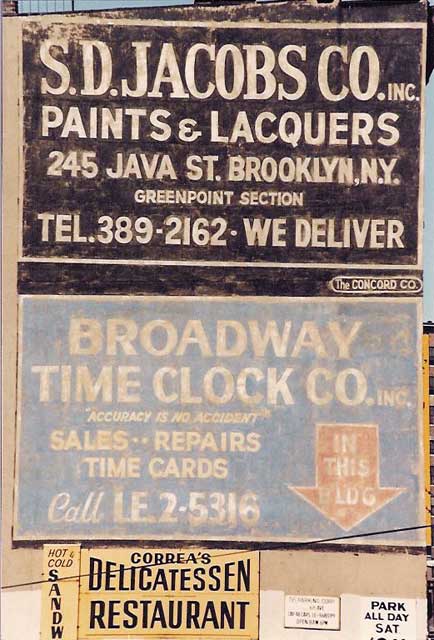 S.D. JACOBS CO. INC.
PAINTS & LACQUERS
245 JAVA ST. BROOKLYN, N.Y.
GREENPOINT SECTION
TEL. 389-2162 · WE DELIVER
The CONCORD CO.
BROADWAY
TIME CLOCK CO. INC.
"ACCURACY IS NO ACCIDENT"
SALES ·· REPAIRS
TIME CARDS
Call LE. 2-5316
IN
THIS
BLDG
HOT &
COLD
SANDW
CORREA'S
DELICATESSEN
RESTAURANT
PARK
ALL DAY
SAT